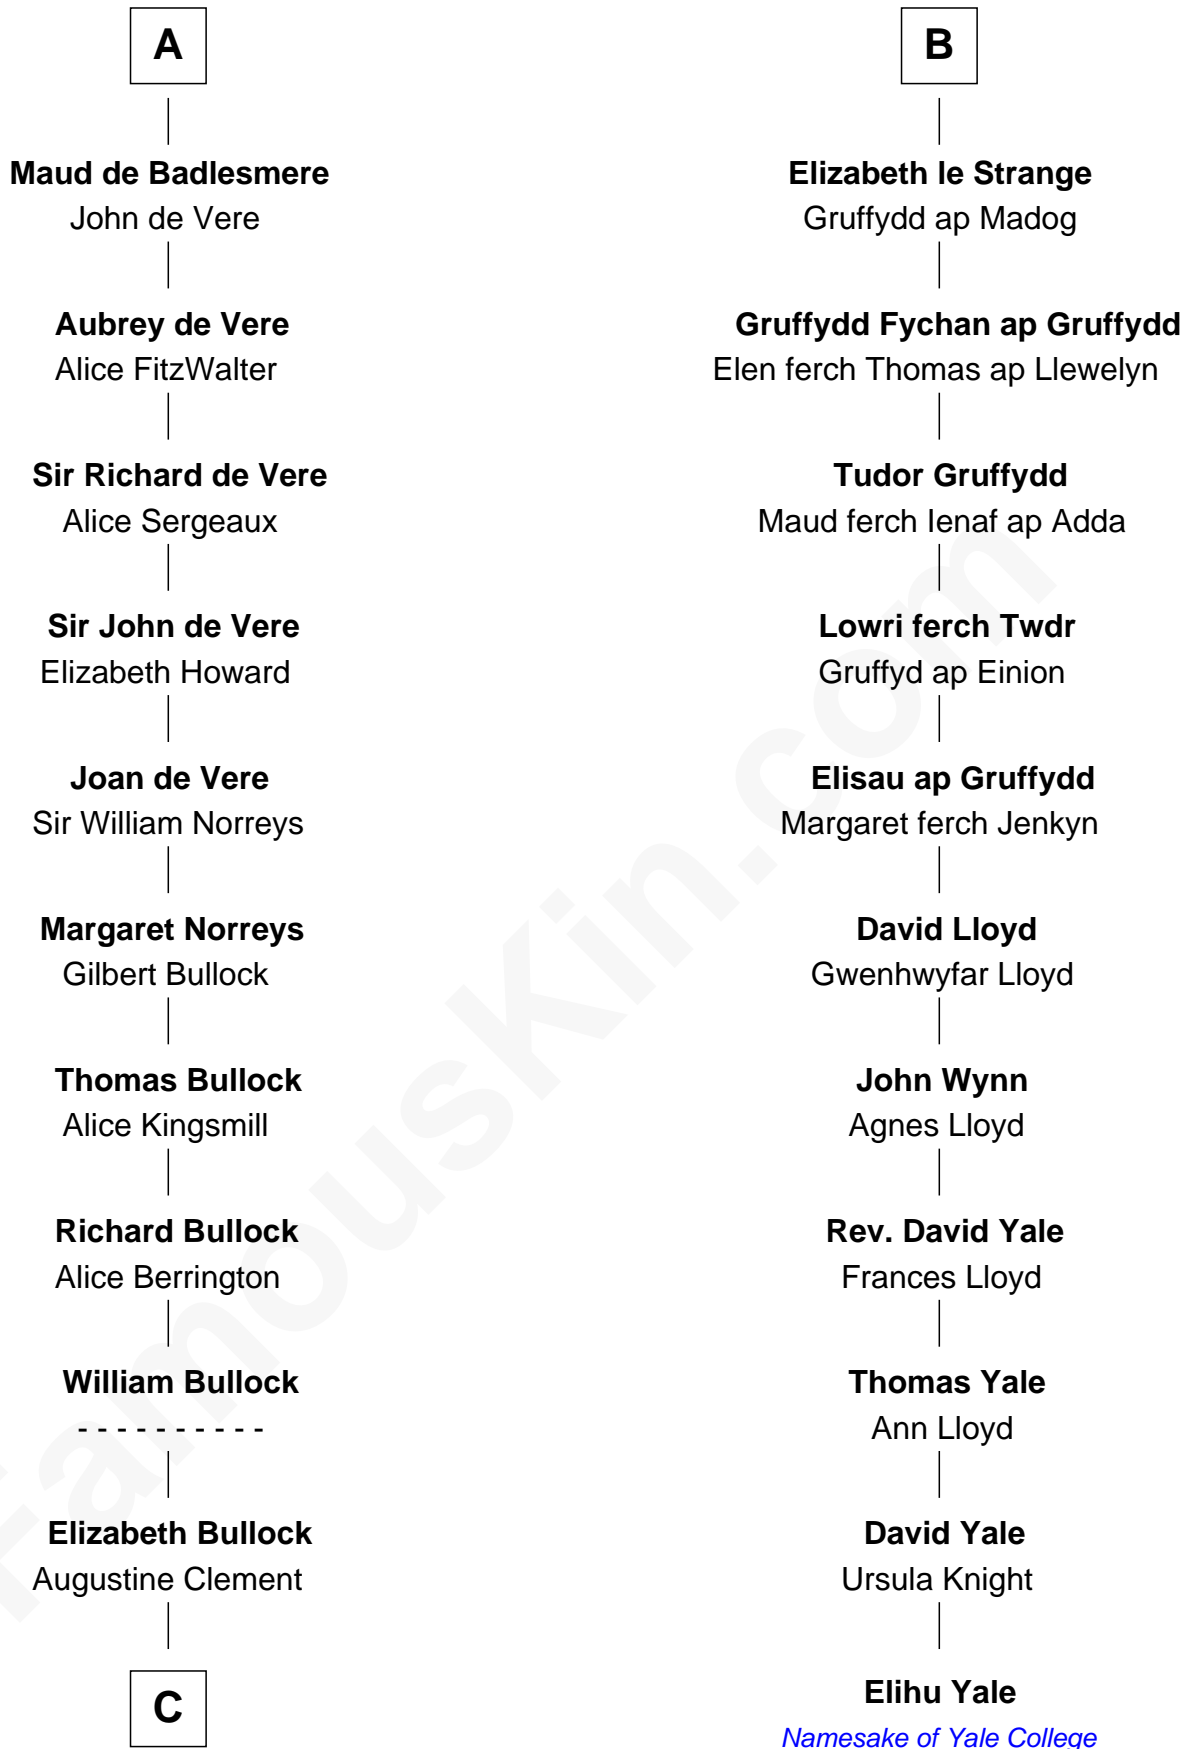 A
Maud de Badlesmere
John de Vere
Aubrey de Vere
Alice FitzWalter
Sir Richard de Vere
Alice Sergeaux
Sir John de Vere
Elizabeth Howard
Joan de Vere
Sir William Norreys
Margaret Norreys
Gilbert Bullock
Thomas Bullock
Alice Kingsmill
Richard Bullock
Alice Berrington
William Bullock
- - - - - - - - - -
Elizabeth Bullock
Augustine Clement
C
B
Elizabeth le Strange
Gruffydd ap Madog
Gruffydd Fychan ap Gruffydd
Elen ferch Thomas ap Llewelyn
Tudor Gruffydd
Maud ferch Ienaf ap Adda
Lowri ferch Twdr
Gruffyd ap Einion
Elisau ap Gruffydd
Margaret ferch Jenkyn
David Lloyd
Gwenhwyfar Lloyd
John Wynn
Agnes Lloyd
Rev. David Yale
Frances Lloyd
Thomas Yale
Ann Lloyd
David Yale
Ursula Knight
Elihu Yale
Namesake of Yale College
FamousKin.com